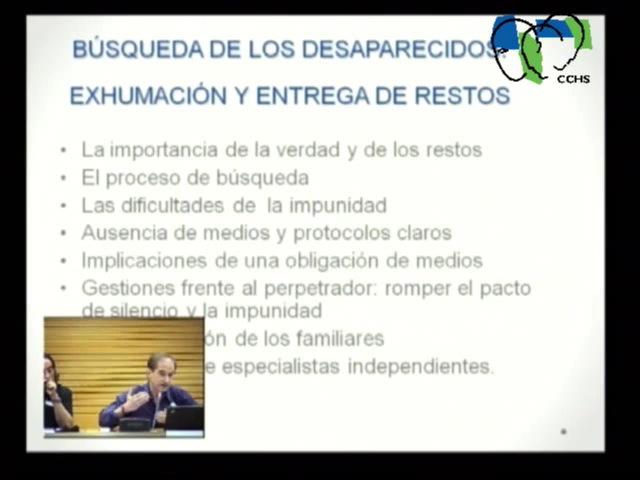 BÚSQUEDA DE LOS DESAPARECIDOS:
EXHUMACIÓN Y ENTREGA DE RESTOS
CCHS
• La importancia de la verdad y de los restos
• El proceso de búsqueda
• Las dificultades de la impunidad
• Ausencia de medios y protocolos claros
• Implicaciones de una obligación de medios
• Gestiones frente al perpetrador: romper el pacto
de silencio y la impunidad
ón de los familiares
e especialistas independientes.